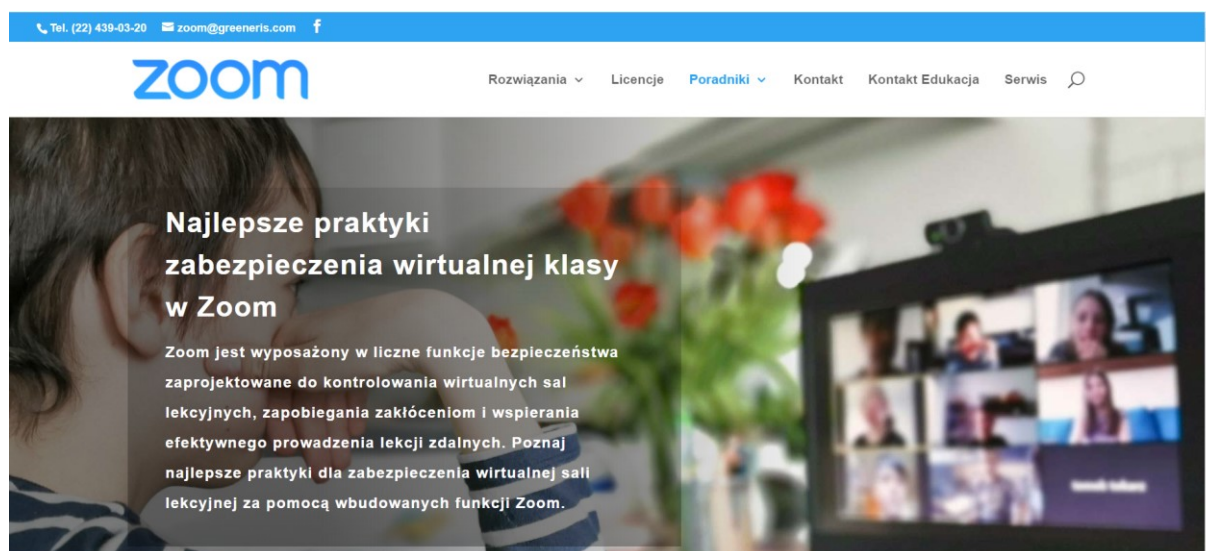 Tel. (22) 439-03-20 zoom@greeneris.com f
zoom
Rozwiązania Licencje Poradniki Kontakt Kontakt Edukacja Serwis
Najlepsze praktyki
zabezpieczenia wirtualnej klasy
w Zoom
Zoom jest wyposażony w liczne funkcje bezpieczeństwa
zaprojektowane do kontrolowania wirtualnych sal
lekcyjnych, zapobiegania zakłóceniom i wspierania
efektywnego prowadzenia lekcji zdalnych. Poznaj
najlepsze praktyki dla zabezpieczenia wirtualnej sali
lekcyjnej za pomocą wbudowanych funkcji Zoom.